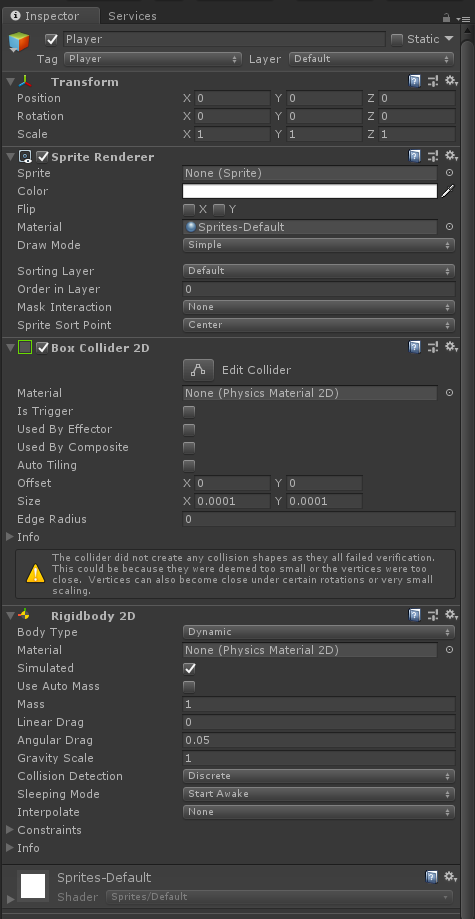 Inspector Services
Player Static
Tag Player Layer Default
Transform
Position X 0 Y 0 Z 0
Rotation X 0 Y 0 Z 0
Scale X 1 Y 1 Z 1
Sprite Renderer
Sprite None (Sprite)
Color
Flip X Y
Material Sprites-Default
Draw Mode Simple
Sorting Layer Default
Order in Layer 0
Mask Interaction None
Sprite Sort Point Center
Box Collider 2D
Edit Collider
Material None (Physics Material 2D)
Is Trigger
Used By Effector
Used By Composite
Auto Tiling
Offset X 0 Y 0
Size X 0.0001 Y 0.0001
Edge Radius 0
Info
The collider did not create any collision shapes as they all failed verification.
This could be because they were deemed too small or the vertices were too
close. Vertices can also become close under certain rotations or very small
scaling.
Rigidbody 2D
Body Type Dynamic
Material None (Physics Material 2D)
Simulated
Use Auto Mass
Mass 1
Linear Drag 0
Angular Drag 0.05
Gravity Scale 1
Collision Detection Discrete
Sleeping Mode Start Awake
Interpolate None
Constraints
Info
Sprites-Default
Shader Sprites/Default